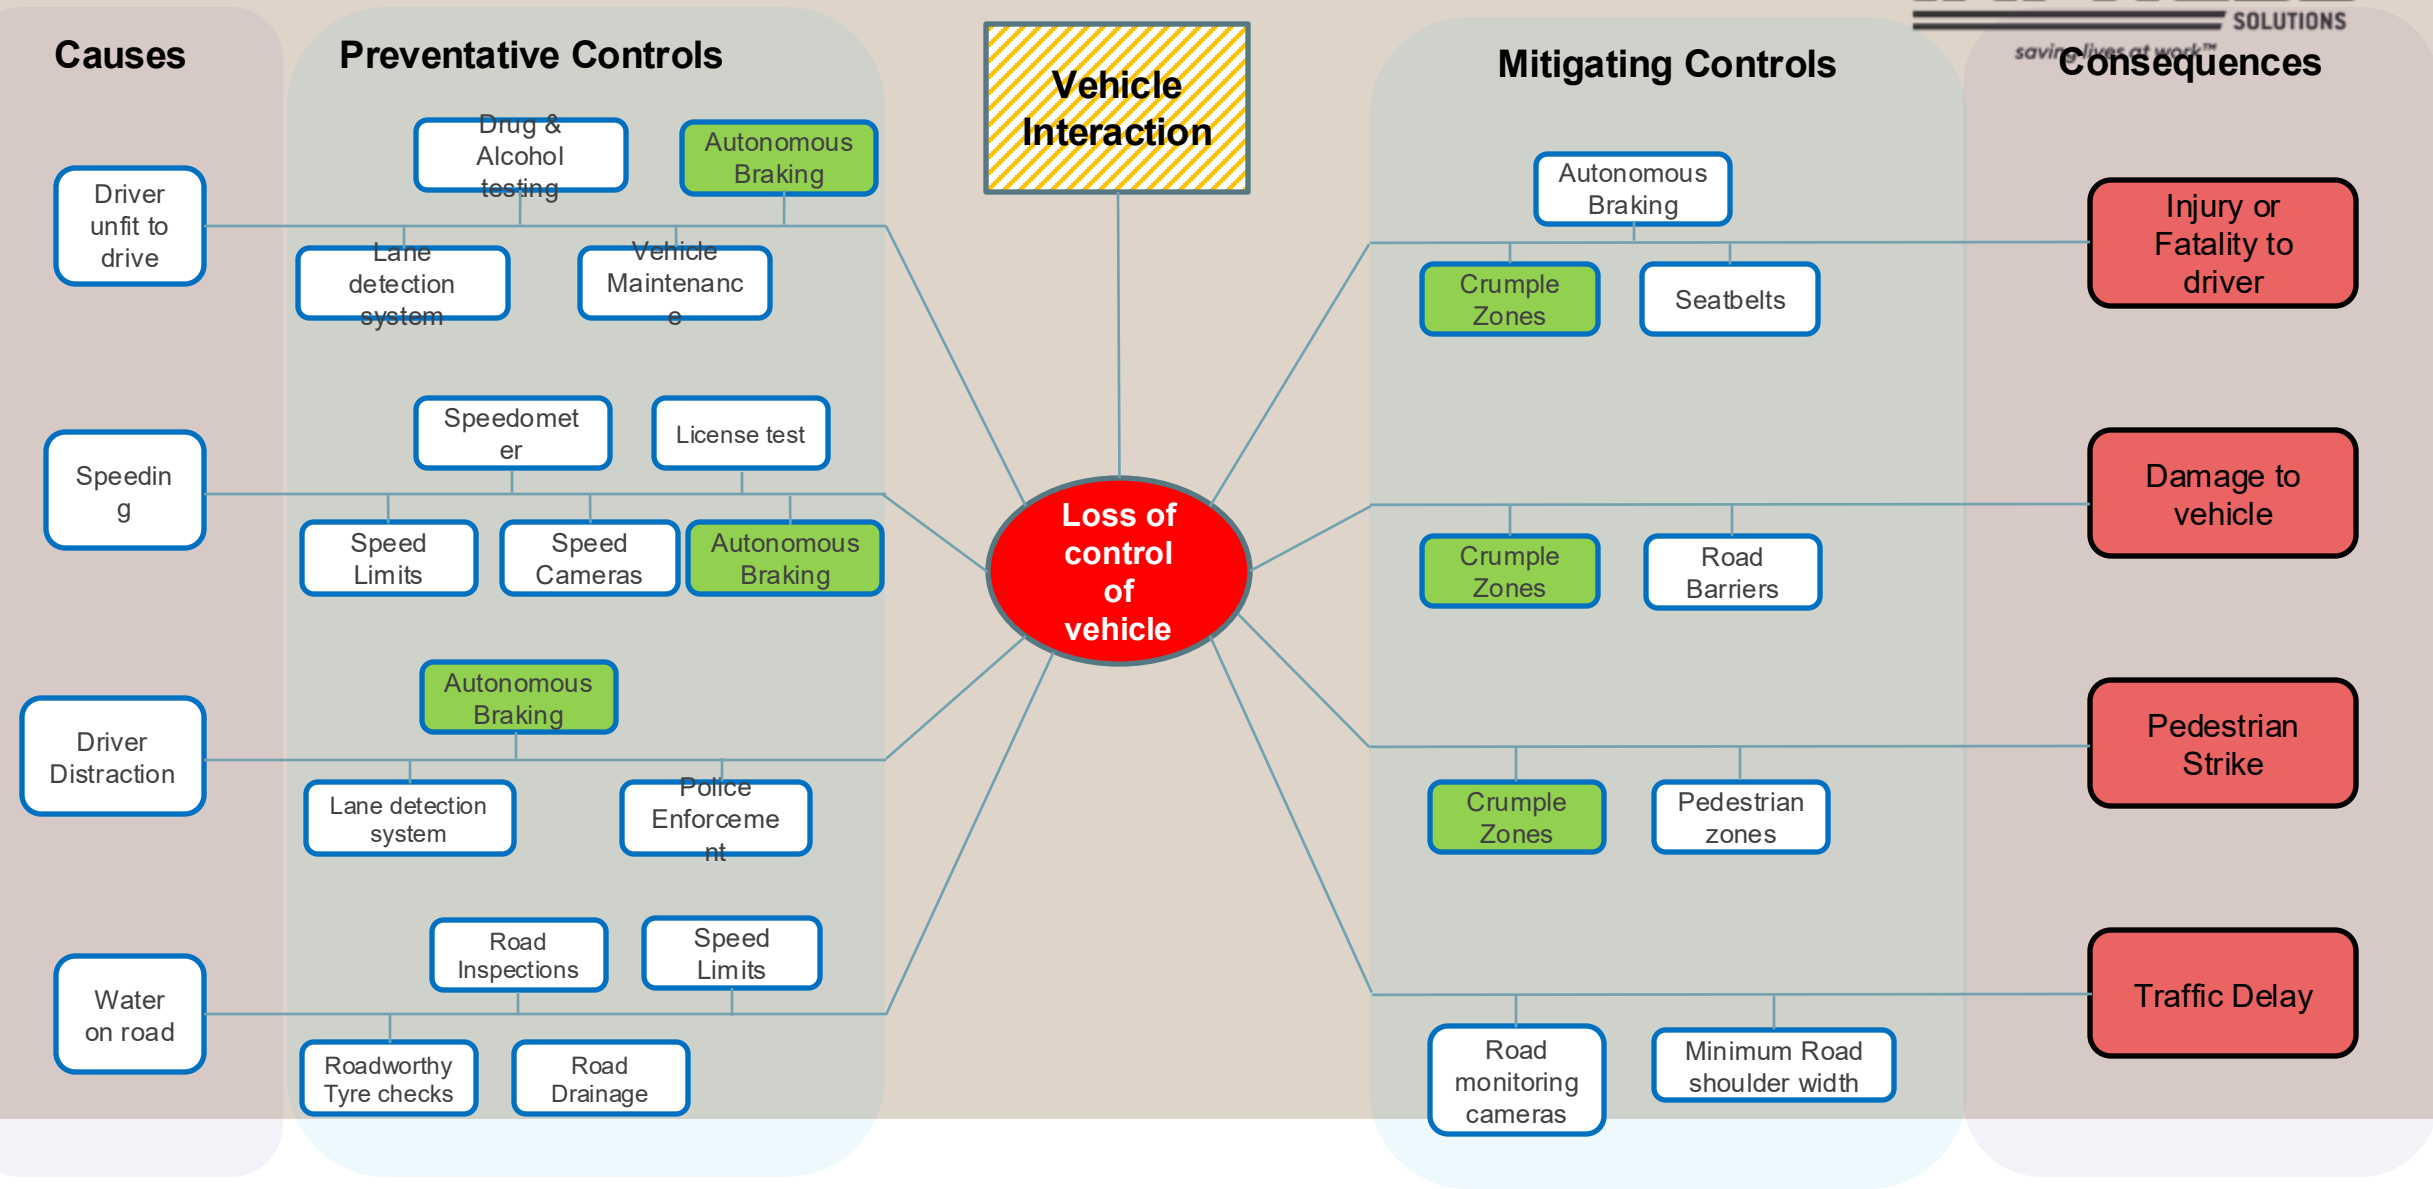 SOLUTIONS
saving lives at work™
Causes
Preventative Controls
Vehicle
Interaction
Mitigating Controls
Consequences
Driver
unfit to
drive
Drug &
Alcohol
testing
Autonomous
Braking
Lane
detection
system
Vehicle
Maintenanc
e
Autonomous
Braking
Crumple
Zones
Seatbelts
Injury or
Fatality to
driver
Speedin
g
Speedomet
er
License test
Speed
Limits
Speed
Cameras
Autonomous
Braking
Loss of
control
of
vehicle
Crumple
Zones
Road
Barriers
Damage to
vehicle
Driver
Distraction
Autonomous
Braking
Lane detection
system
Police
Enforceme
nt
Crumple
Zones
Pedestrian
zones
Pedestrian
Strike
Water
on road
Road
Inspections
Speed
Limits
Roadworthy
Tyre checks
Road
Drainage
Road
monitoring
cameras
Minimum Road
shoulder width
Traffic Delay